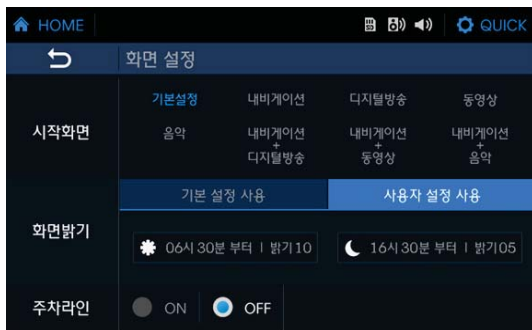 HOME
QUICK
화면 설정
시작화면
기본설정
내비게이션
디지털방송
동영상
음악
내비게이션
+
디지털방송
내비게이션
+
동영상
내비게이션
+
음악
화면밝기
기본 설정 사용
사용자 설정 사용
06시 30분 부터 | 밝기10
16시 30분 부터 | 밝기05
주차라인
ON
OFF